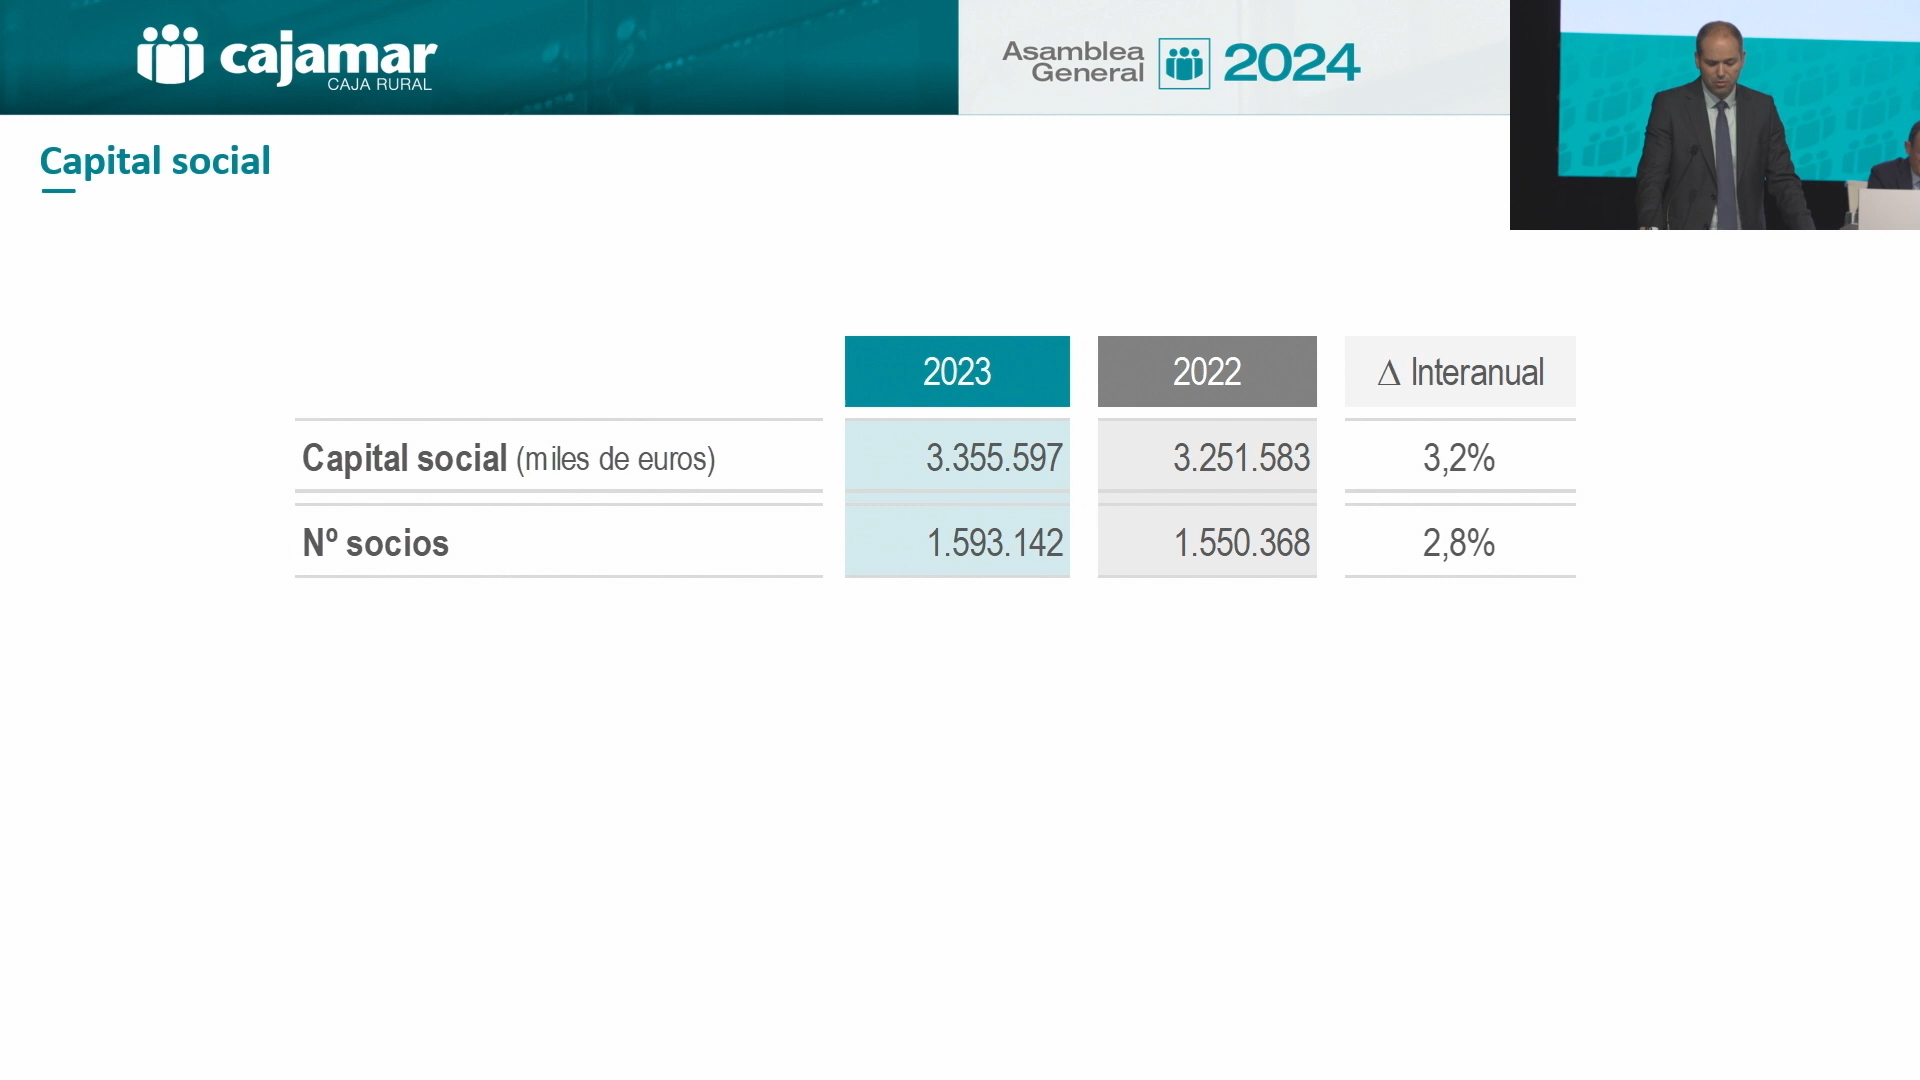 cajamar
CAJA RURAL
Asamblea
General
2024
Capital social
2023 2022 Δ Interanual
Capital social (miles de euros) 3.355.597 3.251.583 3,2%
Nº socios 1.593.142 1.550.368 2,8%